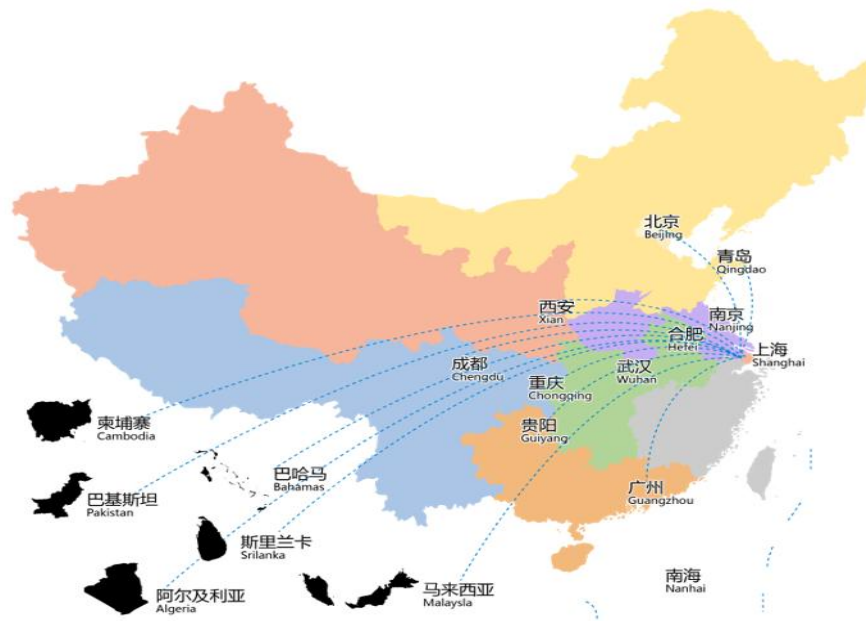 北京
Beijing
青岛
Qingdao
西安
Xian
南京
Nanjing
合肥
Hefei
上海
Shanghai
成都
Chengdu
武汉
Wuhan
重庆
Chongqing
柬埔寨
Cambodia
贵阳
Guiyang
巴哈马
Bahamas
巴基斯坦
Pakistan
广州
Guangzhou
斯里兰卡
Srilanka
南海
Nanhai
阿尔及利亚
Algeria
马来西亚
Malaysla